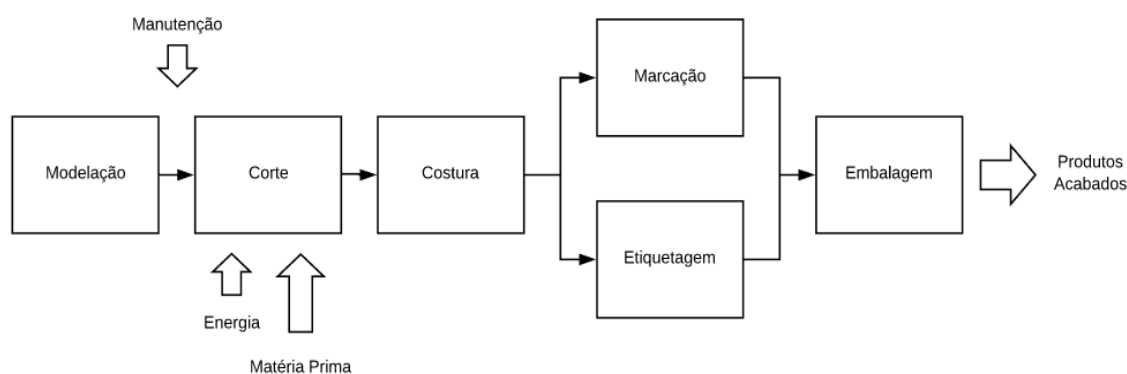 Manutenção
Modelação
Corte
Costura
Marcação
Etiquetagem
Embalagem
Produtos
Acabados
Energia
Matéria Prima